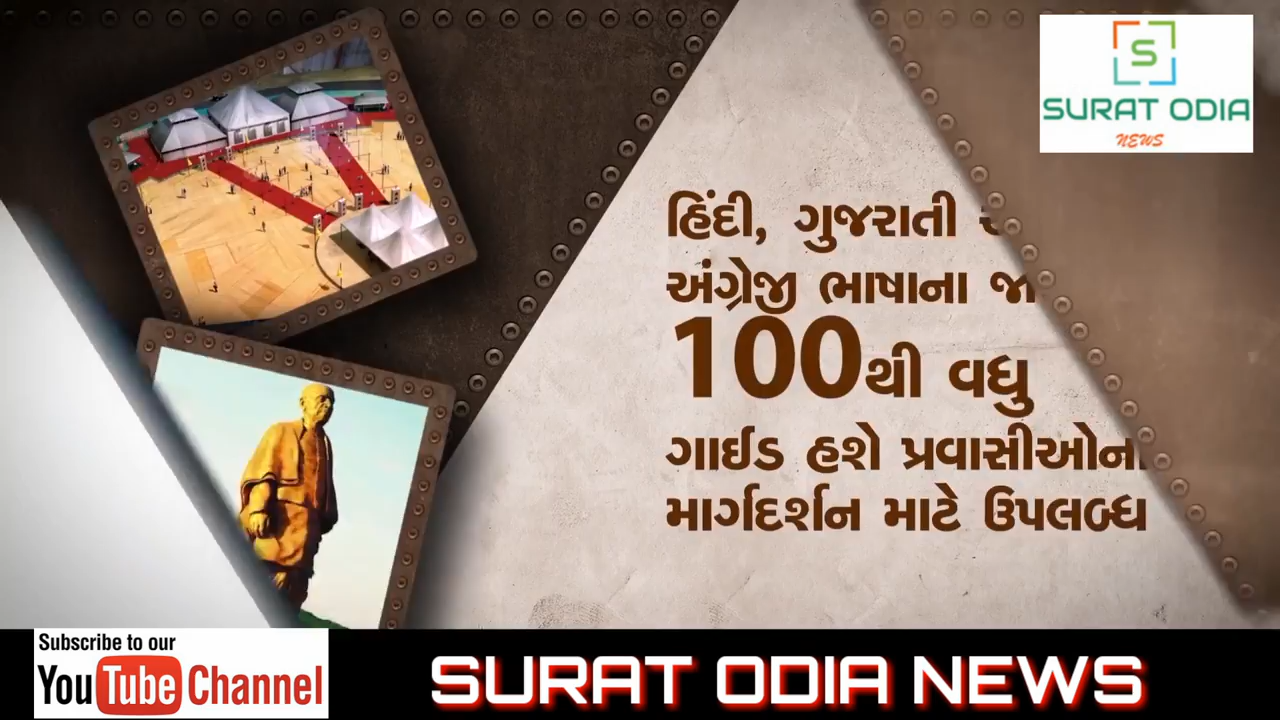 S
SURAT ODIA
NEWS
હિંદી, ગુજરાતી
અંગ્રેજી ભાષાના
100થી વધુ
ગાઈડ હશે પ્રવાસીઓના
માર્ગદર્શન માટે ઉપલબ્ધ
Subscribe to our
YouTube Channel
SURAT ODIA NEWS